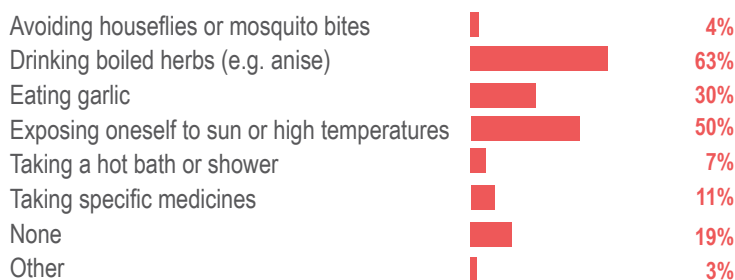 Avoiding houseflies or mosquito bites 4%
Drinking boiled herbs (e.g. anise) 63%
Eating garlic 30%
Exposing oneself to sun or high temperatures 50%
Taking a hot bath or shower 7%
Taking specific medicines 11%
None 19%
Other 3%